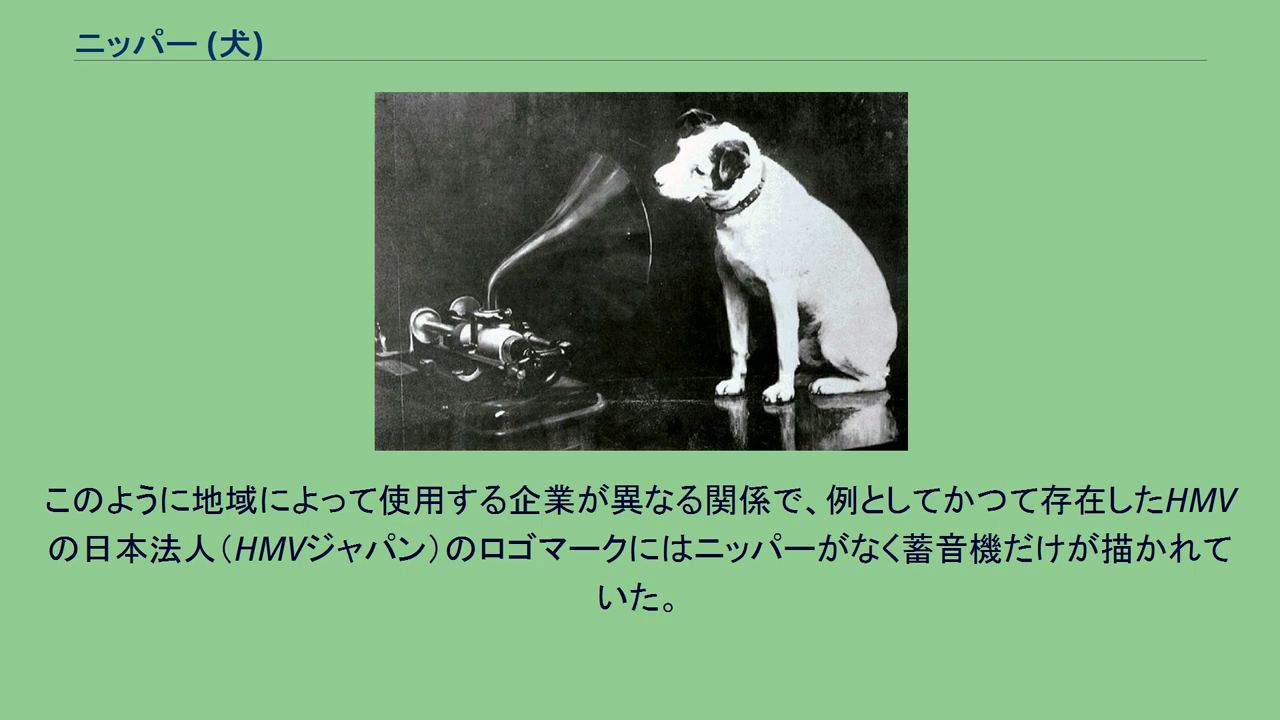 ニッパー (犬)
このように地域によって使用する企業が異なる関係で、例としてかつて存在したHMV
の日本法人（HMVジャパン）のロゴマークにはニッパーがなく蓄音機だけが描かれて
いた。